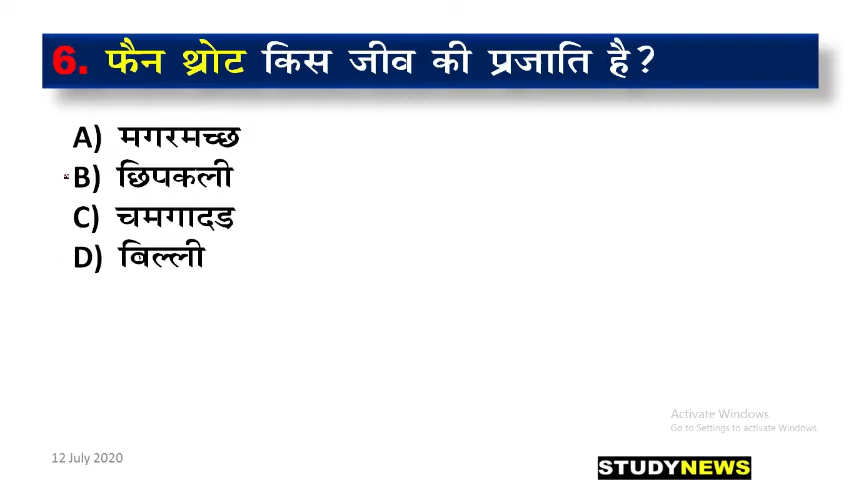 6. फैन थ्रोट किस जीव की प्रजाति है?
A) मगरमच्छ
B) छिपकली
C) चमगादड
D) बिल्ली
Activate Windows
Go to Settings to activate Windows.
12 July 2020
STUDYNEWS